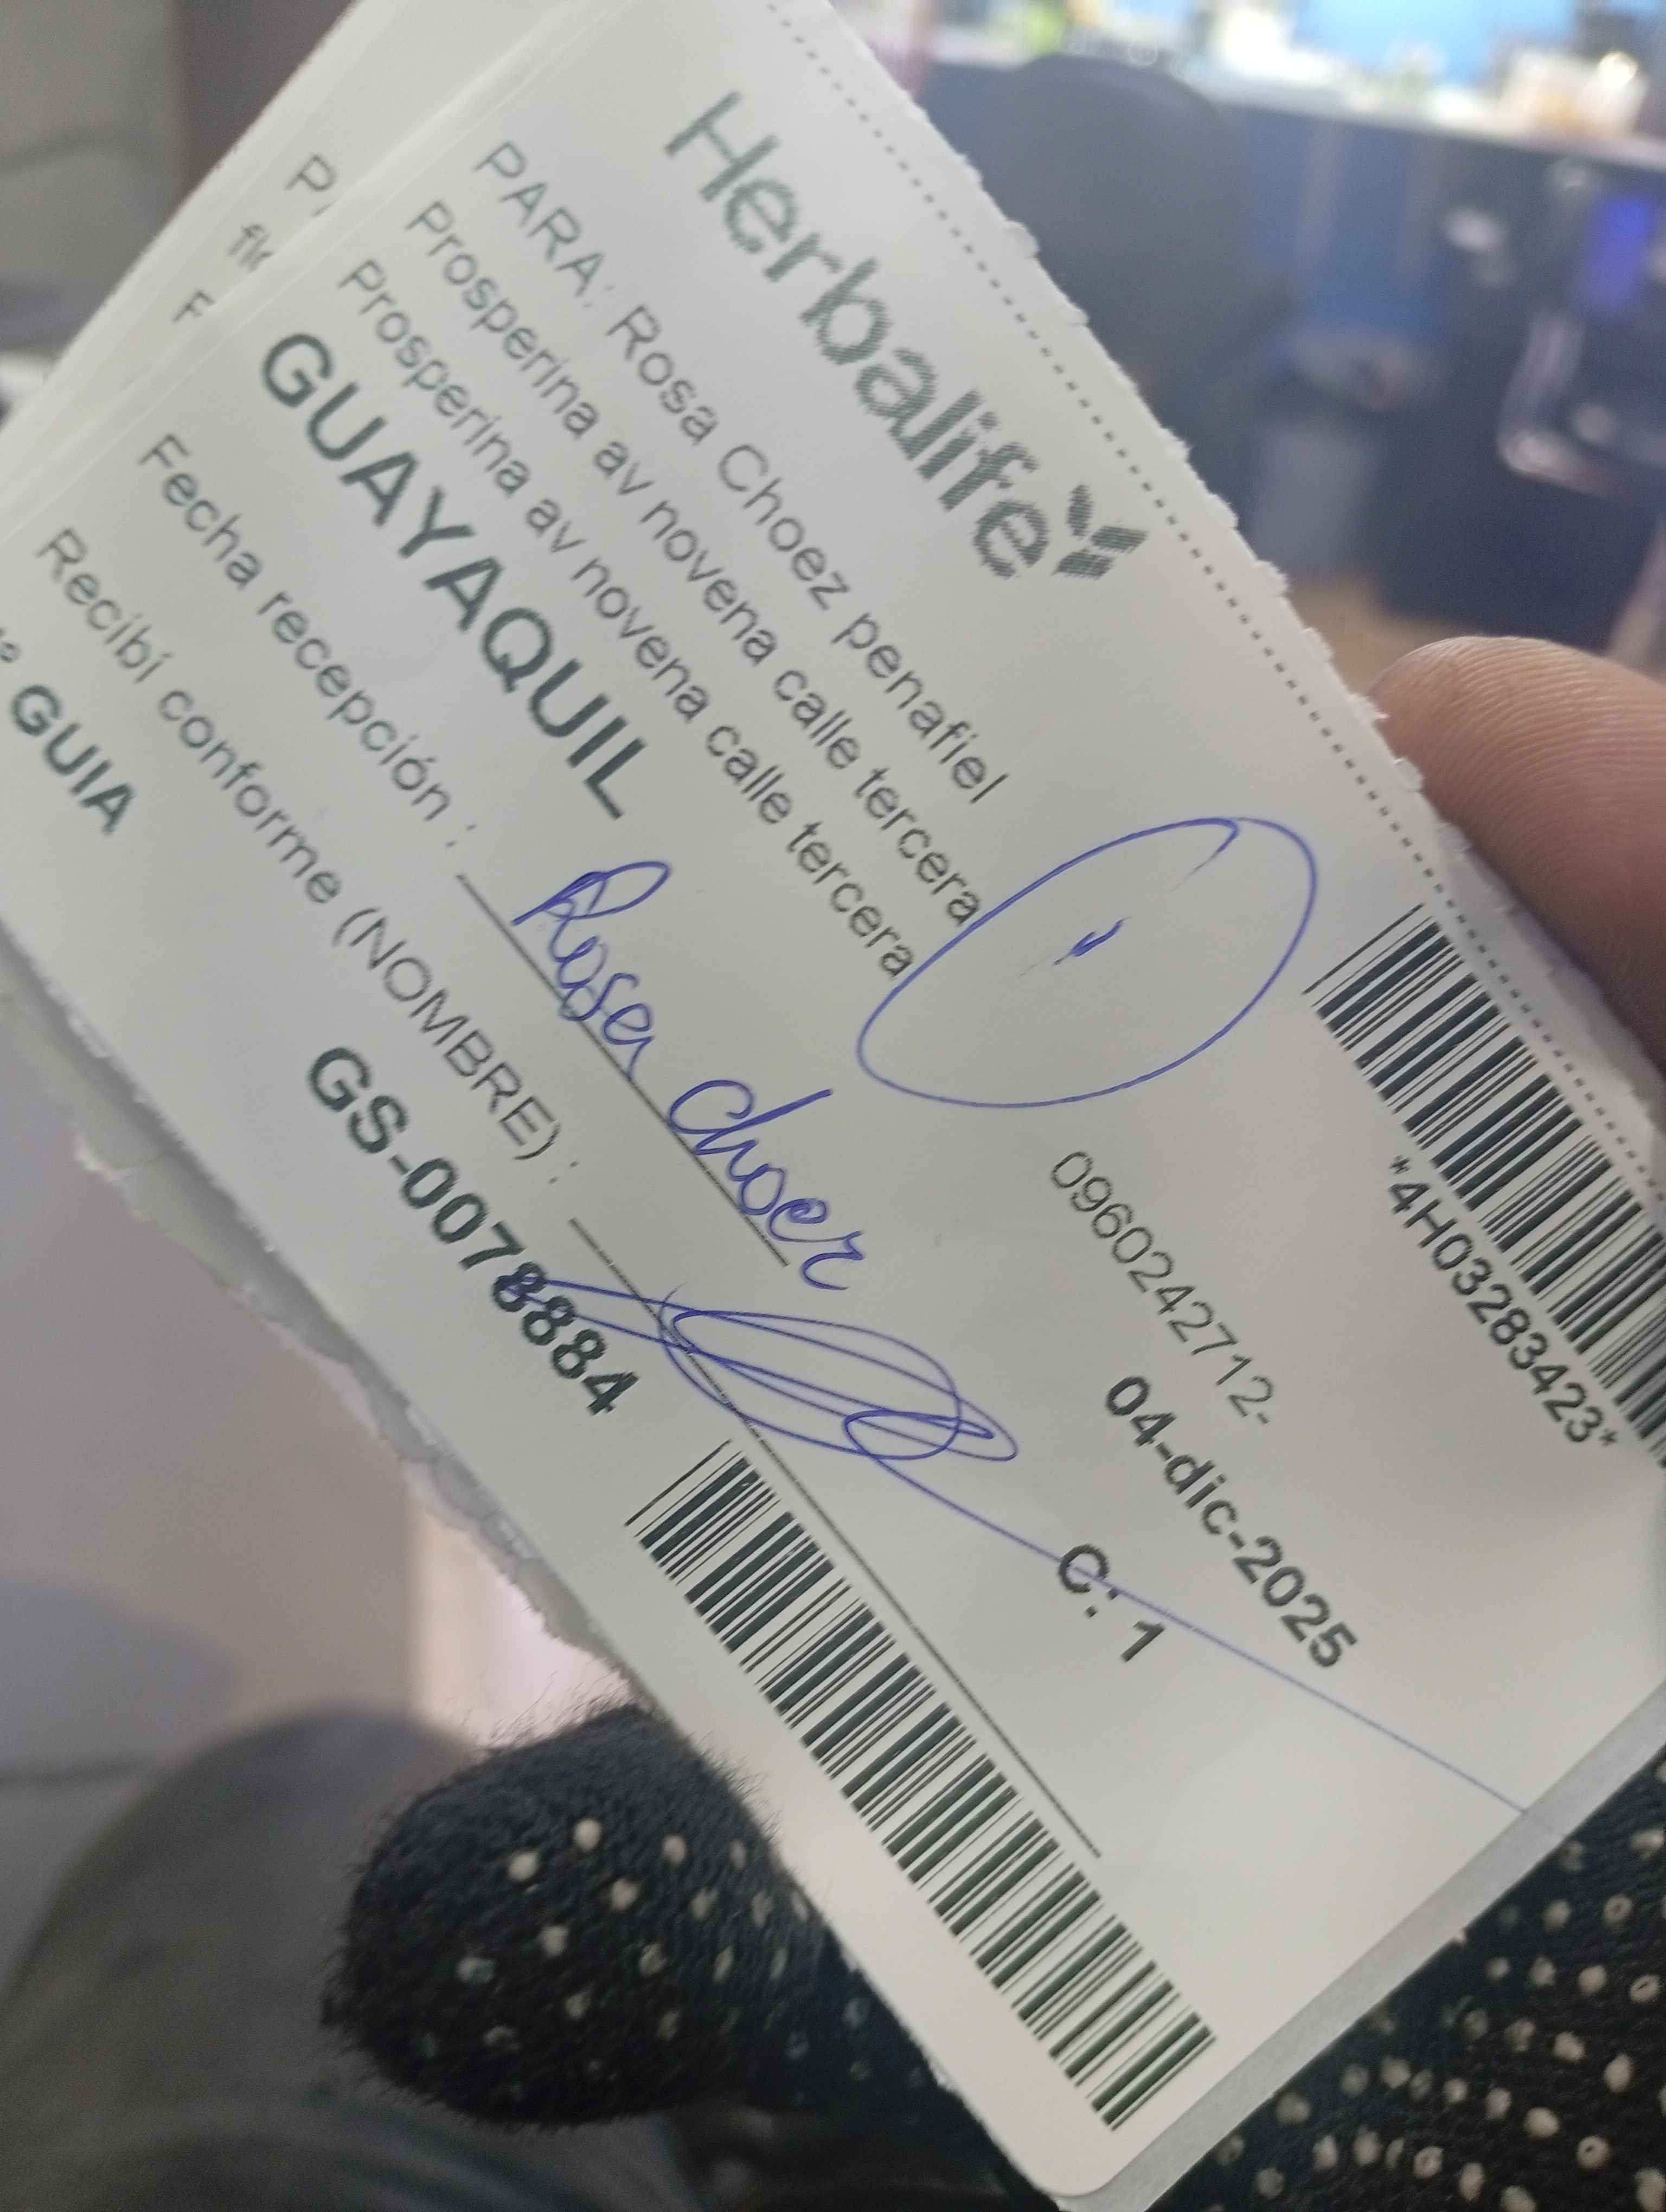 Herbalife
*4H03283423*
PARA: Rosa Choez penafiel
Prosperina av novena calle tercera
0960242712-
Prosperina av novena calle tercera
04-dic-2025
GUAYAQUIL
C: 1
Fecha recepción :
Rosa choez
Recibí conforme (NOMBRE) :
GUIA
GS-0078884